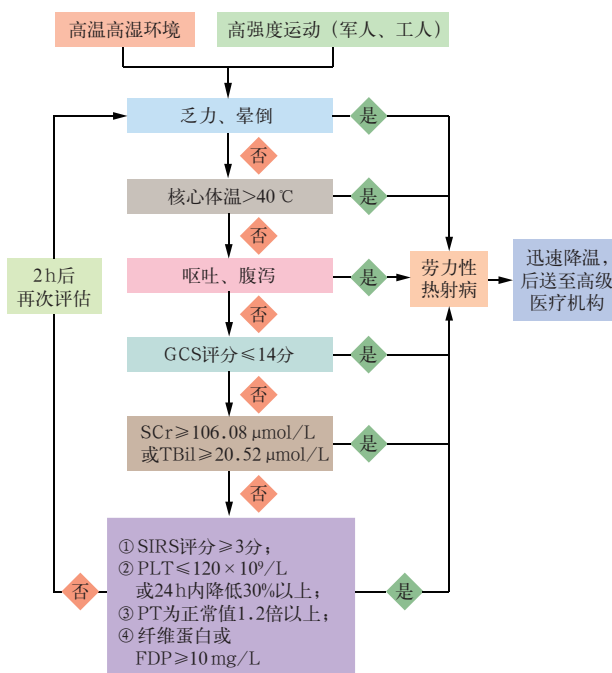 高温高湿环境
高强度运动（军人、工人）
乏力、晕倒
是
否
核心体温>40 ℃
是
否
2h后
再次评估
呕吐、腹泻
是
劳力性
热射病
迅速降温，
后送至高级
医疗机构
否
GCS评分≤14分
是
否
SCr≥106.08 μmol/L
或TBil≥20.52 μmol/L
是
否
① SIRS评分≥3分；
② PLT≤120×10⁹/L
或24h内降低30%以上；
③ PT为正常值1.2倍以上；
④ 纤维蛋白或
FDP≥10 mg/L
否
是